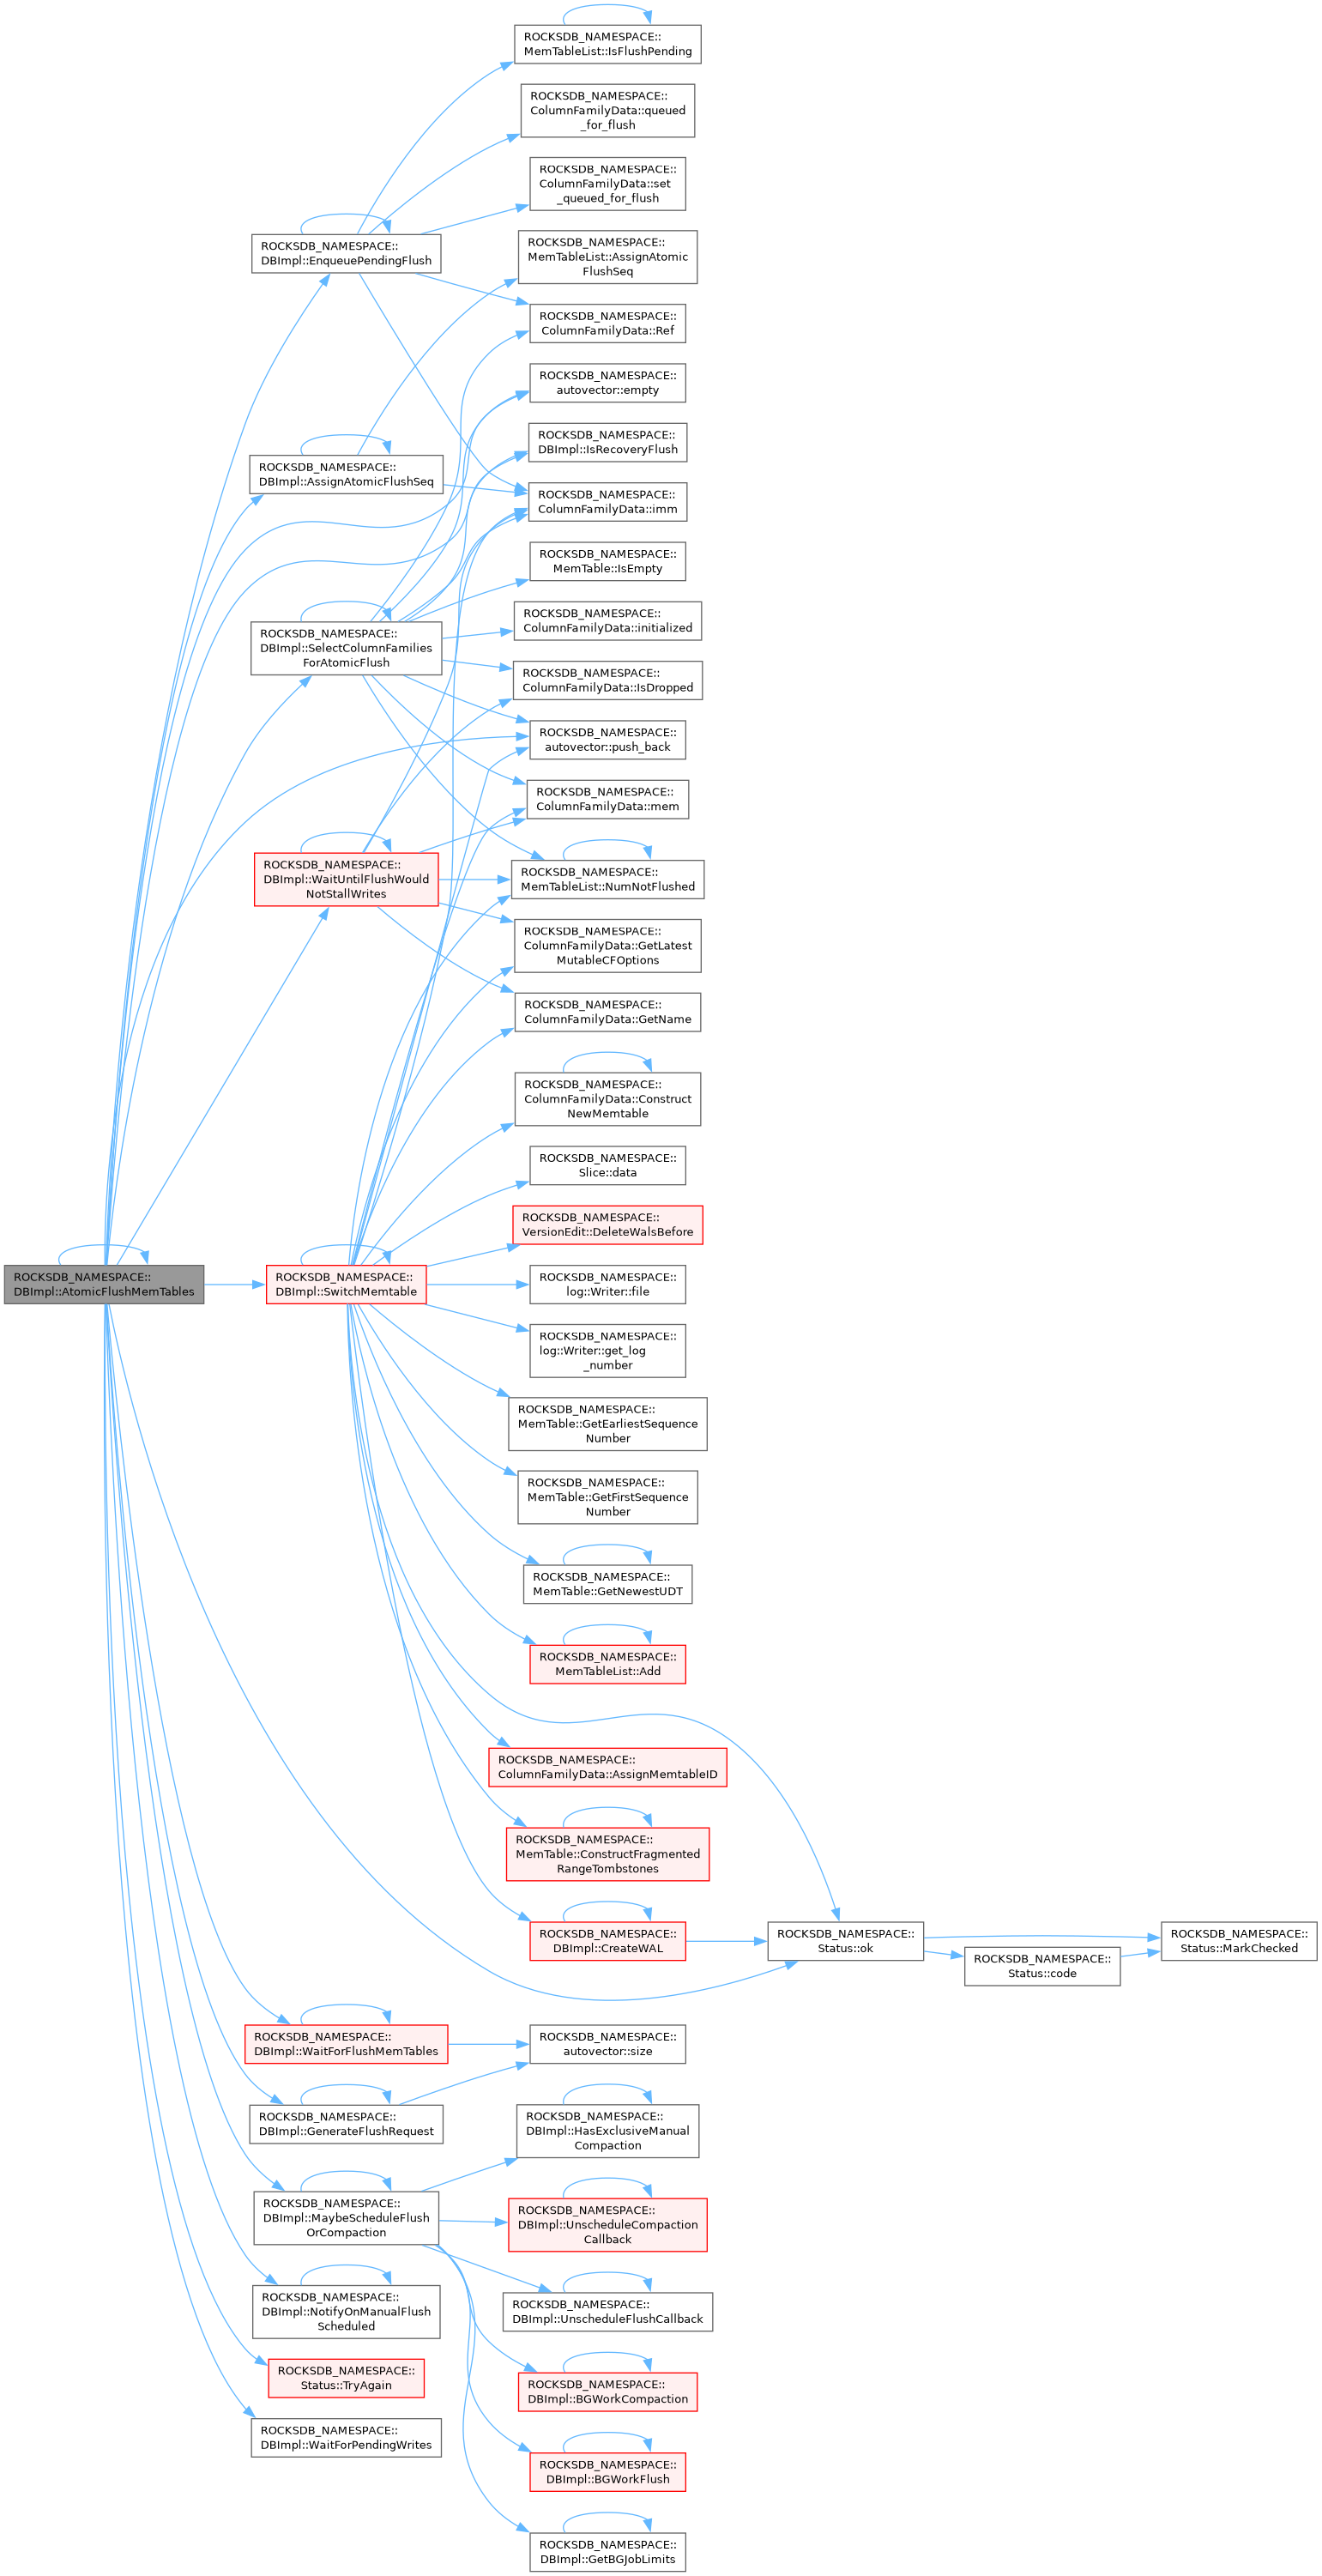 ROCKSDB_NAMESPACE::
MemTableList::IsFlushPending
ROCKSDB_NAMESPACE::
ColumnFamilyData::queued
_for_flush
ROCKSDB_NAMESPACE::
ColumnFamilyData::set
_queued_for_flush
ROCKSDB_NAMESPACE::
DBImpl::EnqueuePendingFlush
ROCKSDB_NAMESPACE::
MemTableList::AssignAtomic
FlushSeq
ROCKSDB_NAMESPACE::
ColumnFamilyData::Ref
ROCKSDB_NAMESPACE::
autovector::empty
ROCKSDB_NAMESPACE::
DBImpl::IsRecoveryFlush
ROCKSDB_NAMESPACE::
DBImpl::AssignAtomicFlushSeq
ROCKSDB_NAMESPACE::
ColumnFamilyData::imm
ROCKSDB_NAMESPACE::
MemTable::IsEmpty
ROCKSDB_NAMESPACE::
ColumnFamilyData::initialized
ROCKSDB_NAMESPACE::
DBImpl::SelectColumnFamilies
ForAtomicFlush
ROCKSDB_NAMESPACE::
ColumnFamilyData::IsDropped
ROCKSDB_NAMESPACE::
autovector::push_back
ROCKSDB_NAMESPACE::
ColumnFamilyData::mem
ROCKSDB_NAMESPACE::
DBImpl::WaitUntilFlushWould
NotStallWrites
ROCKSDB_NAMESPACE::
MemTableList::NumNotFlushed
ROCKSDB_NAMESPACE::
ColumnFamilyData::GetLatest
MutableCFOptions
ROCKSDB_NAMESPACE::
ColumnFamilyData::GetName
ROCKSDB_NAMESPACE::
ColumnFamilyData::Construct
NewMemtable
ROCKSDB_NAMESPACE::
Slice::data
ROCKSDB_NAMESPACE::
VersionEdit::DeleteWalsBefore
ROCKSDB_NAMESPACE::
DBImpl::AtomicFlushMemTables
ROCKSDB_NAMESPACE::
DBImpl::SwitchMemtable
ROCKSDB_NAMESPACE::
log::Writer::file
ROCKSDB_NAMESPACE::
log::Writer::get_log
_number
ROCKSDB_NAMESPACE::
MemTable::GetEarliestSequence
Number
ROCKSDB_NAMESPACE::
MemTable::GetFirstSequence
Number
ROCKSDB_NAMESPACE::
MemTable::GetNewestUDT
ROCKSDB_NAMESPACE::
MemTableList::Add
ROCKSDB_NAMESPACE::
ColumnFamilyData::AssignMemtableID
ROCKSDB_NAMESPACE::
MemTable::ConstructFragmented
RangeTombstones
ROCKSDB_NAMESPACE::
DBImpl::CreateWAL
ROCKSDB_NAMESPACE::
Status::ok
ROCKSDB_NAMESPACE::
Status::code
ROCKSDB_NAMESPACE::
Status::MarkChecked
ROCKSDB_NAMESPACE::
DBImpl::WaitForFlushMemTables
ROCKSDB_NAMESPACE::
autovector::size
ROCKSDB_NAMESPACE::
DBImpl::GenerateFlushRequest
ROCKSDB_NAMESPACE::
DBImpl::HasExclusiveManual
Compaction
ROCKSDB_NAMESPACE::
DBImpl::MaybeScheduleFlush
OrCompaction
ROCKSDB_NAMESPACE::
DBImpl::UnscheduleCompaction
Callback
ROCKSDB_NAMESPACE::
DBImpl::NotifyOnManualFlush
Scheduled
ROCKSDB_NAMESPACE::
DBImpl::UnscheduleFlushCallback
ROCKSDB_NAMESPACE::
Status::TryAgain
ROCKSDB_NAMESPACE::
DBImpl::BGWorkCompaction
ROCKSDB_NAMESPACE::
DBImpl::WaitForPendingWrites
ROCKSDB_NAMESPACE::
DBImpl::BGWorkFlush
ROCKSDB_NAMESPACE::
DBImpl::GetBGJobLimits